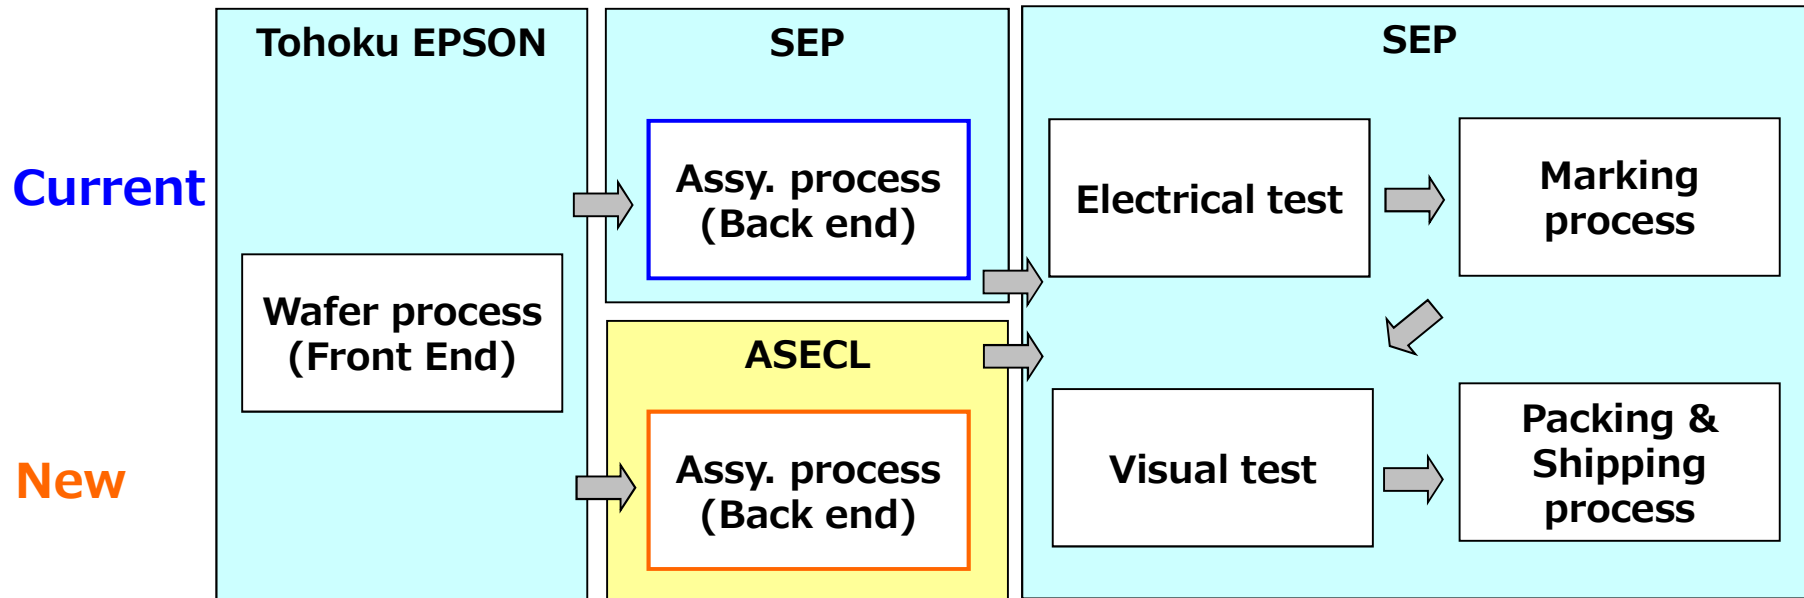 Tohoku EPSON
SEP
SEP
Current
Assy. process
(Back end)
Electrical test
Marking
process
Wafer process
(Front End)
ASECL
New
Assy. process
(Back end)
Visual test
Packing &
Shipping
process